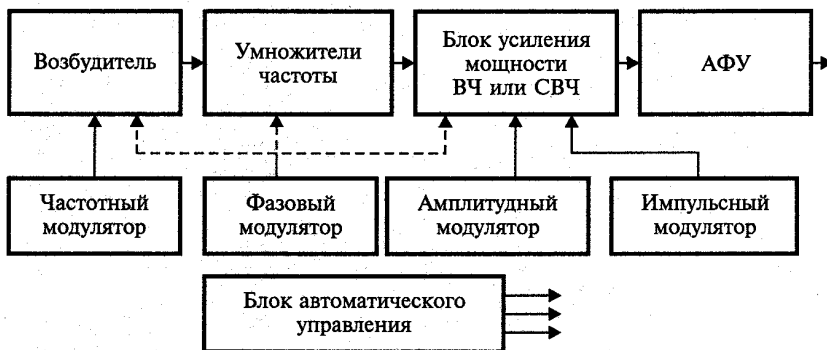 Возбудитель
Умножители
частоты
Блок усиления
мощности
ВЧ или СВЧ
АФУ
Частотный
модулятор
Фазовый
модулятор
Амплитудный
модулятор
Импульсный
модулятор
Блок автоматического
управления